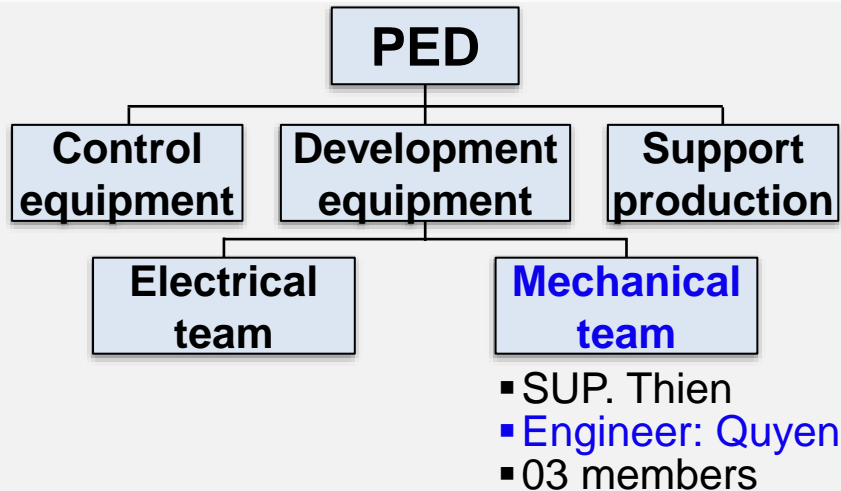 PED
Control
equipment
Development
equipment
Support
production
Electrical
team
Mechanical
team
▪SUP. Thien
▪Engineer: Quyen
▪03 members